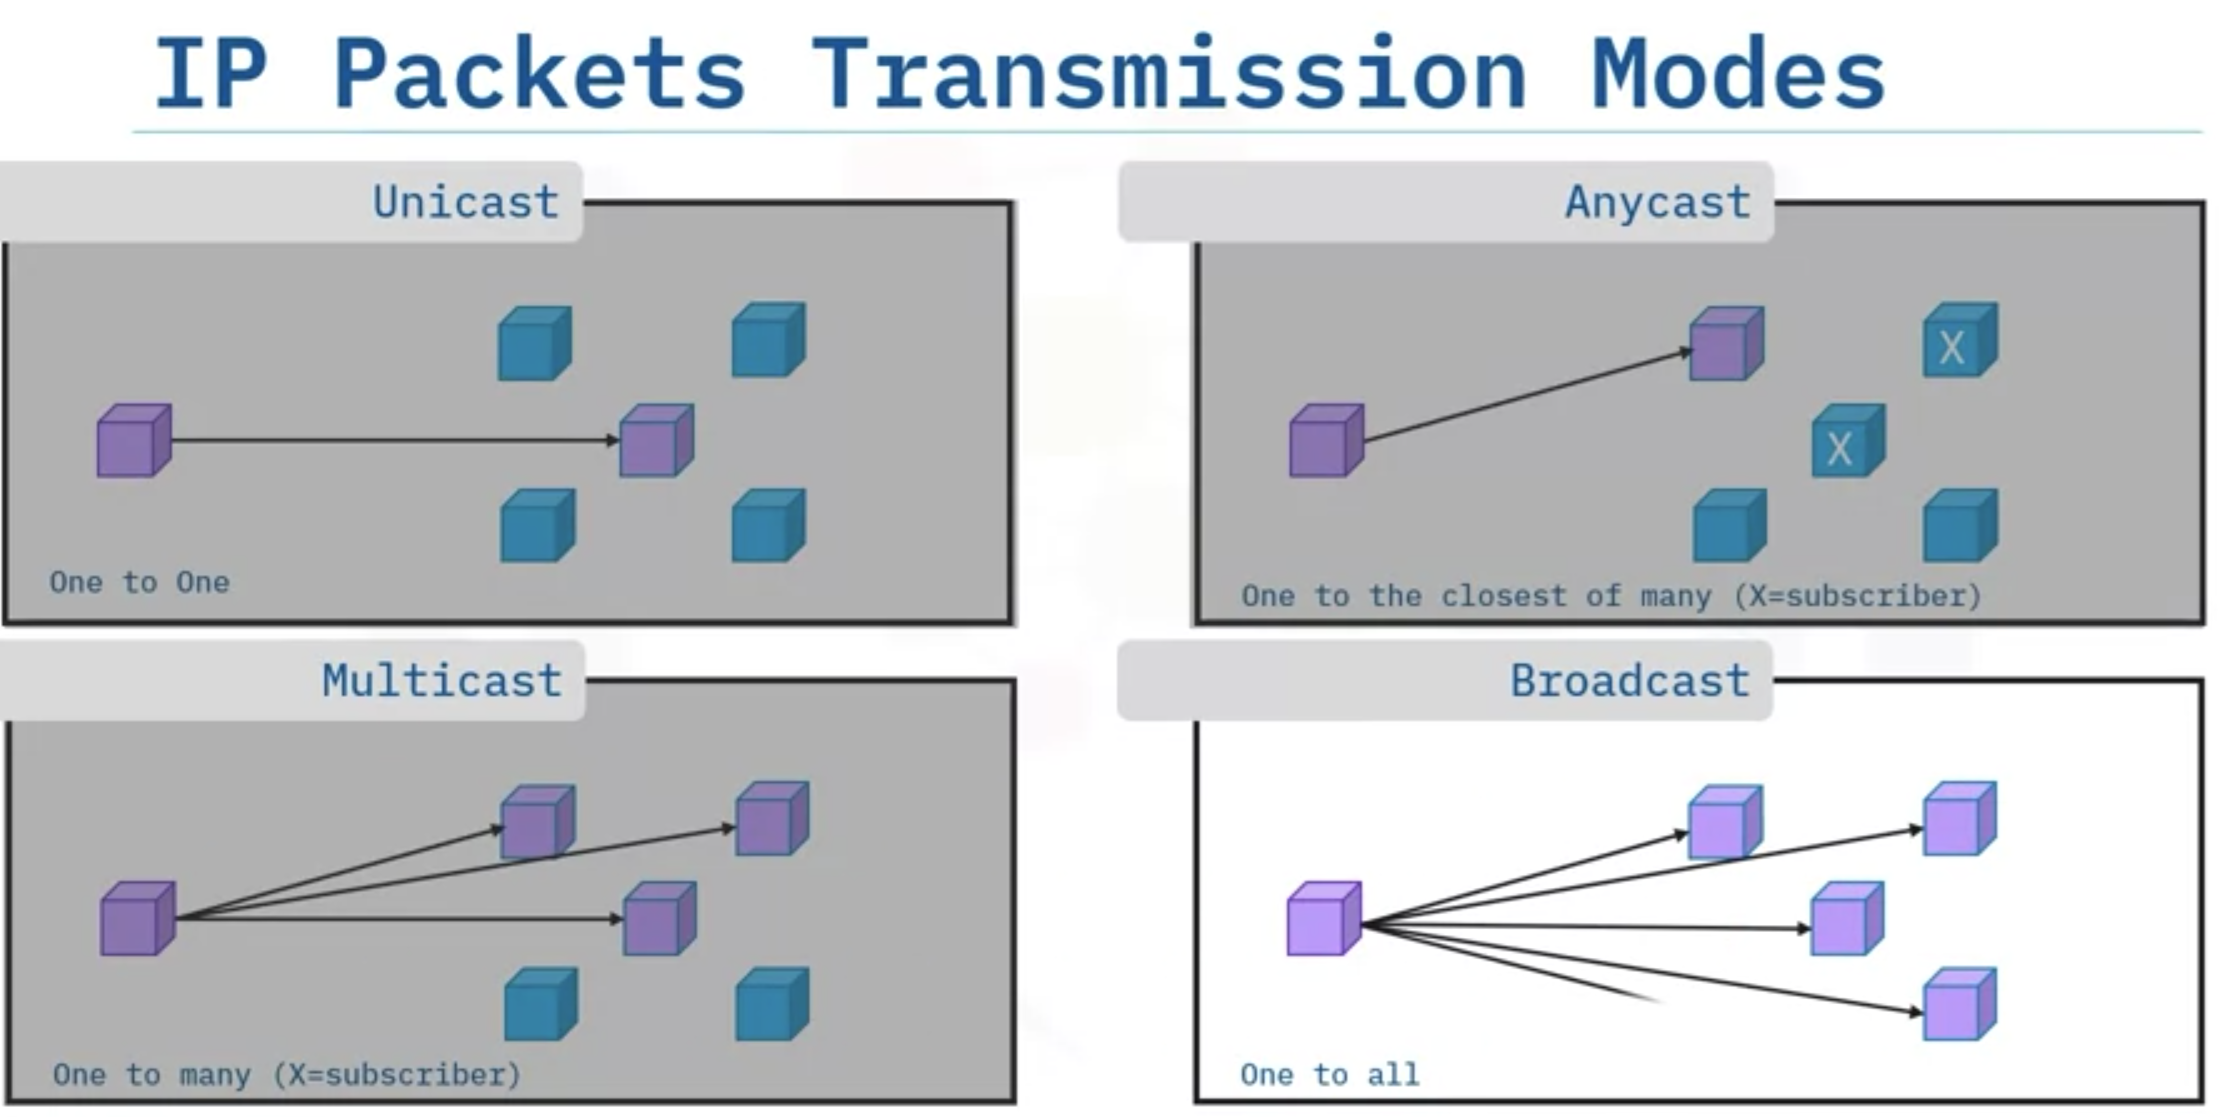 IP Packets Transmission Modes
Unicast
One to One
Anycast
X
X
One to the closest of many (X=subscriber)
Multicast
One to many (X=subscriber)
Broadcast
One to all